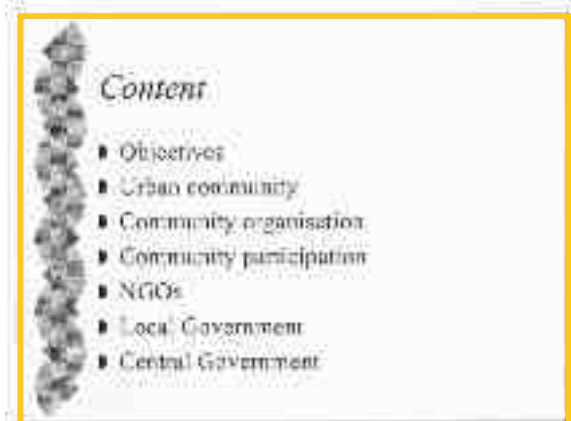 Content
Objectives
Urban community
Community organisation
Community participation
NGOs
Local Government
Central Government